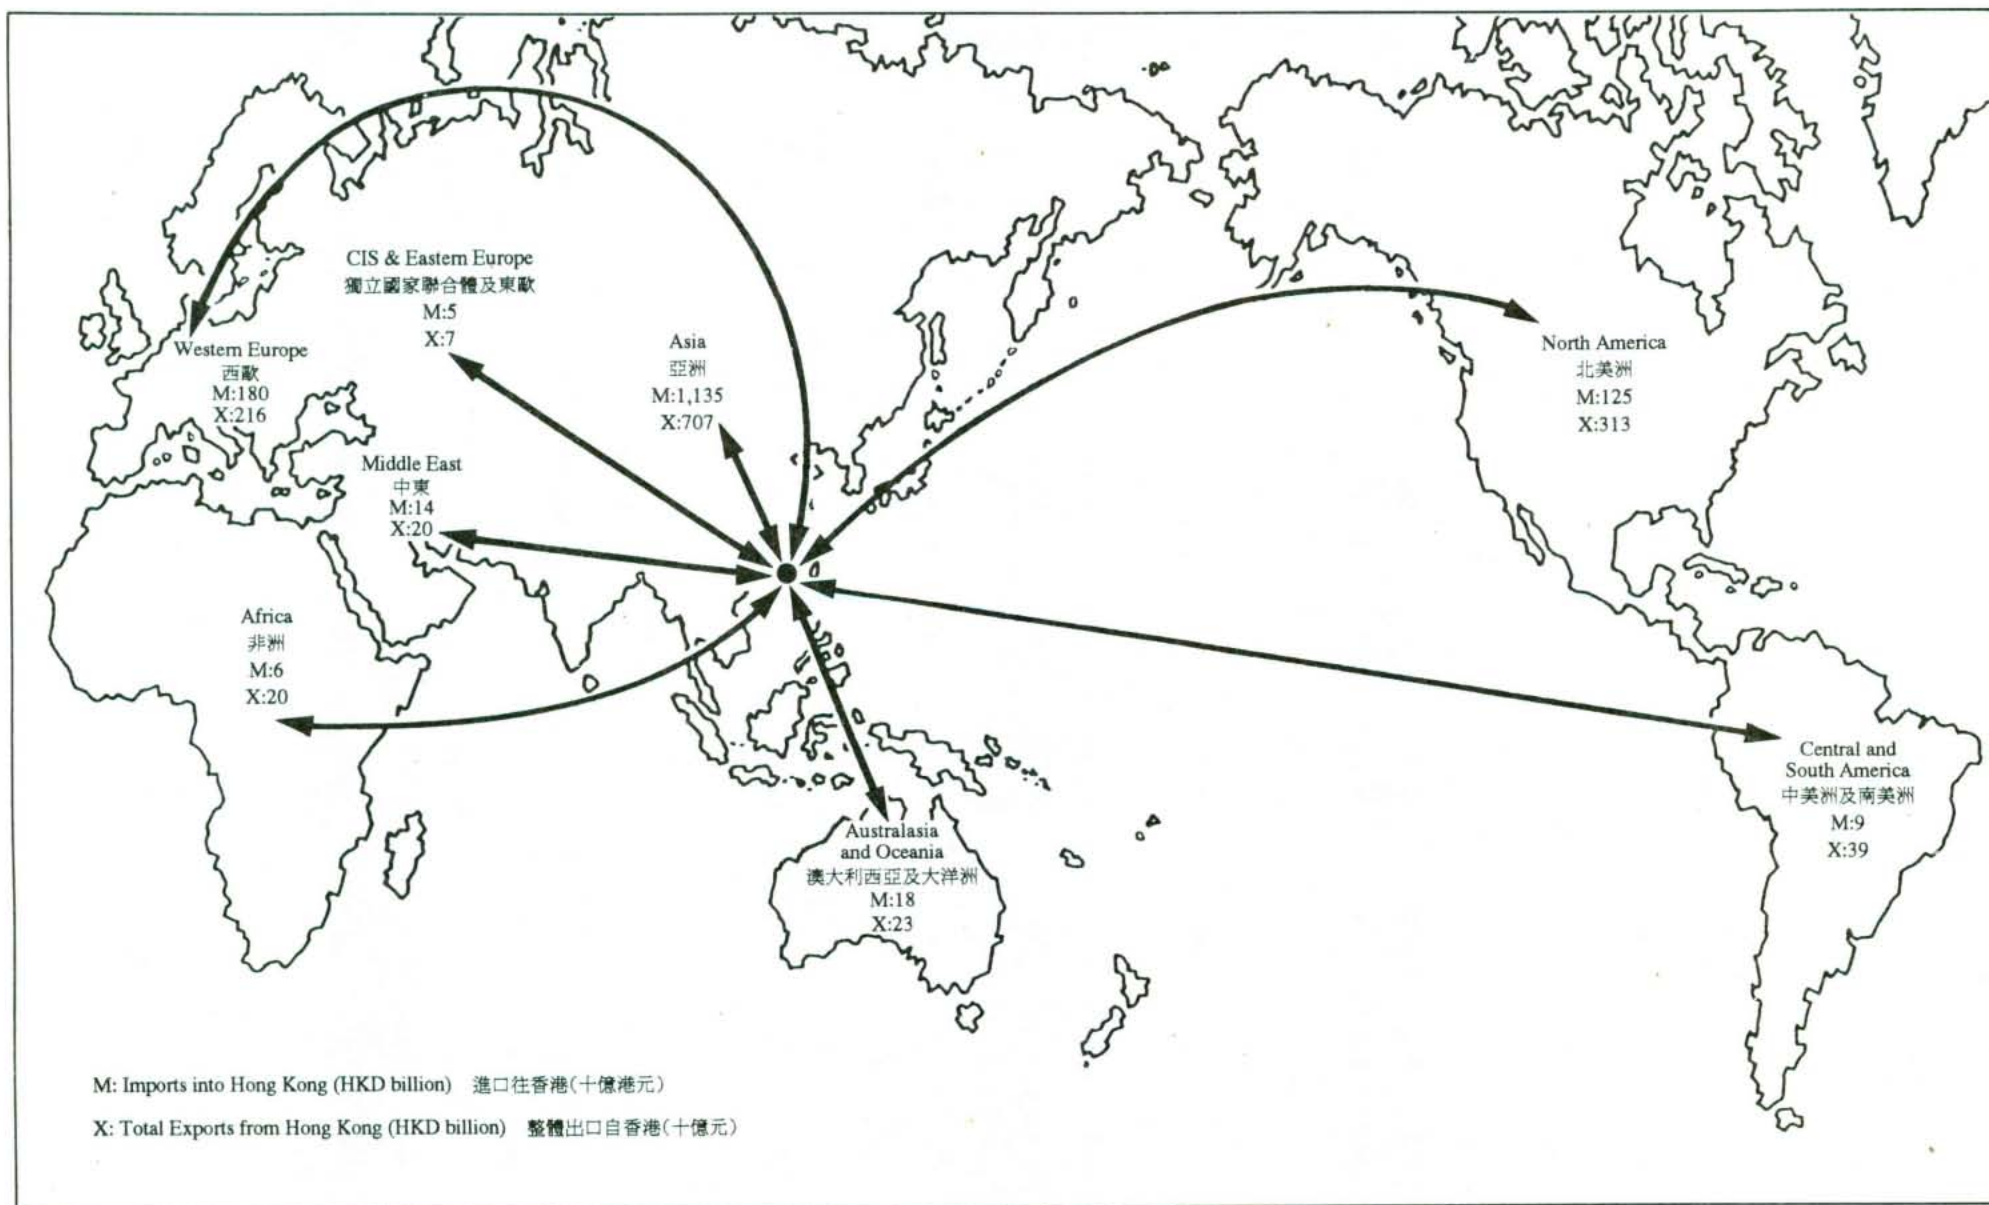 CIS & Eastern Europe
獨立國家聯合體及東歐
M:5
X:7
Western Europe
西歐
M:180
X:216
Asia
亞洲
M:1,135
X:707
North America
北美洲
M:125
X:313
Middle East
中東
M:14
X:20
Africa
非洲
M:6
X:20
Central and
South America
中美洲及南美洲
M:9
X:39
Australasia
and Oceania
澳大利西亞及大洋洲
M:18
X:23
M: Imports into Hong Kong (HKD billion) 進口往香港(十億港元)
X: Total Exports from Hong Kong (HKD billion) 整體出口自香港(十億元)